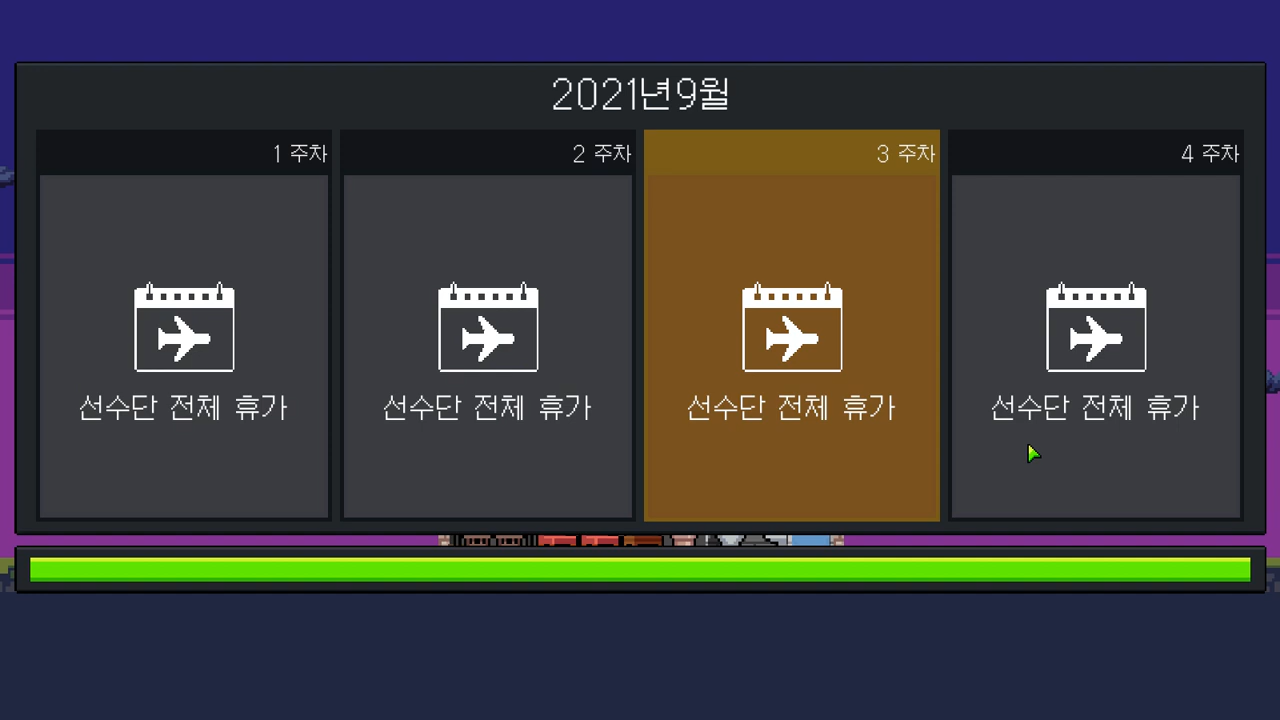 2021년9월
1 주차
2 주차
3 주차
4 주차
선수단 전체 휴가
선수단 전체 휴가
선수단 전체 휴가
선수단 전체 휴가